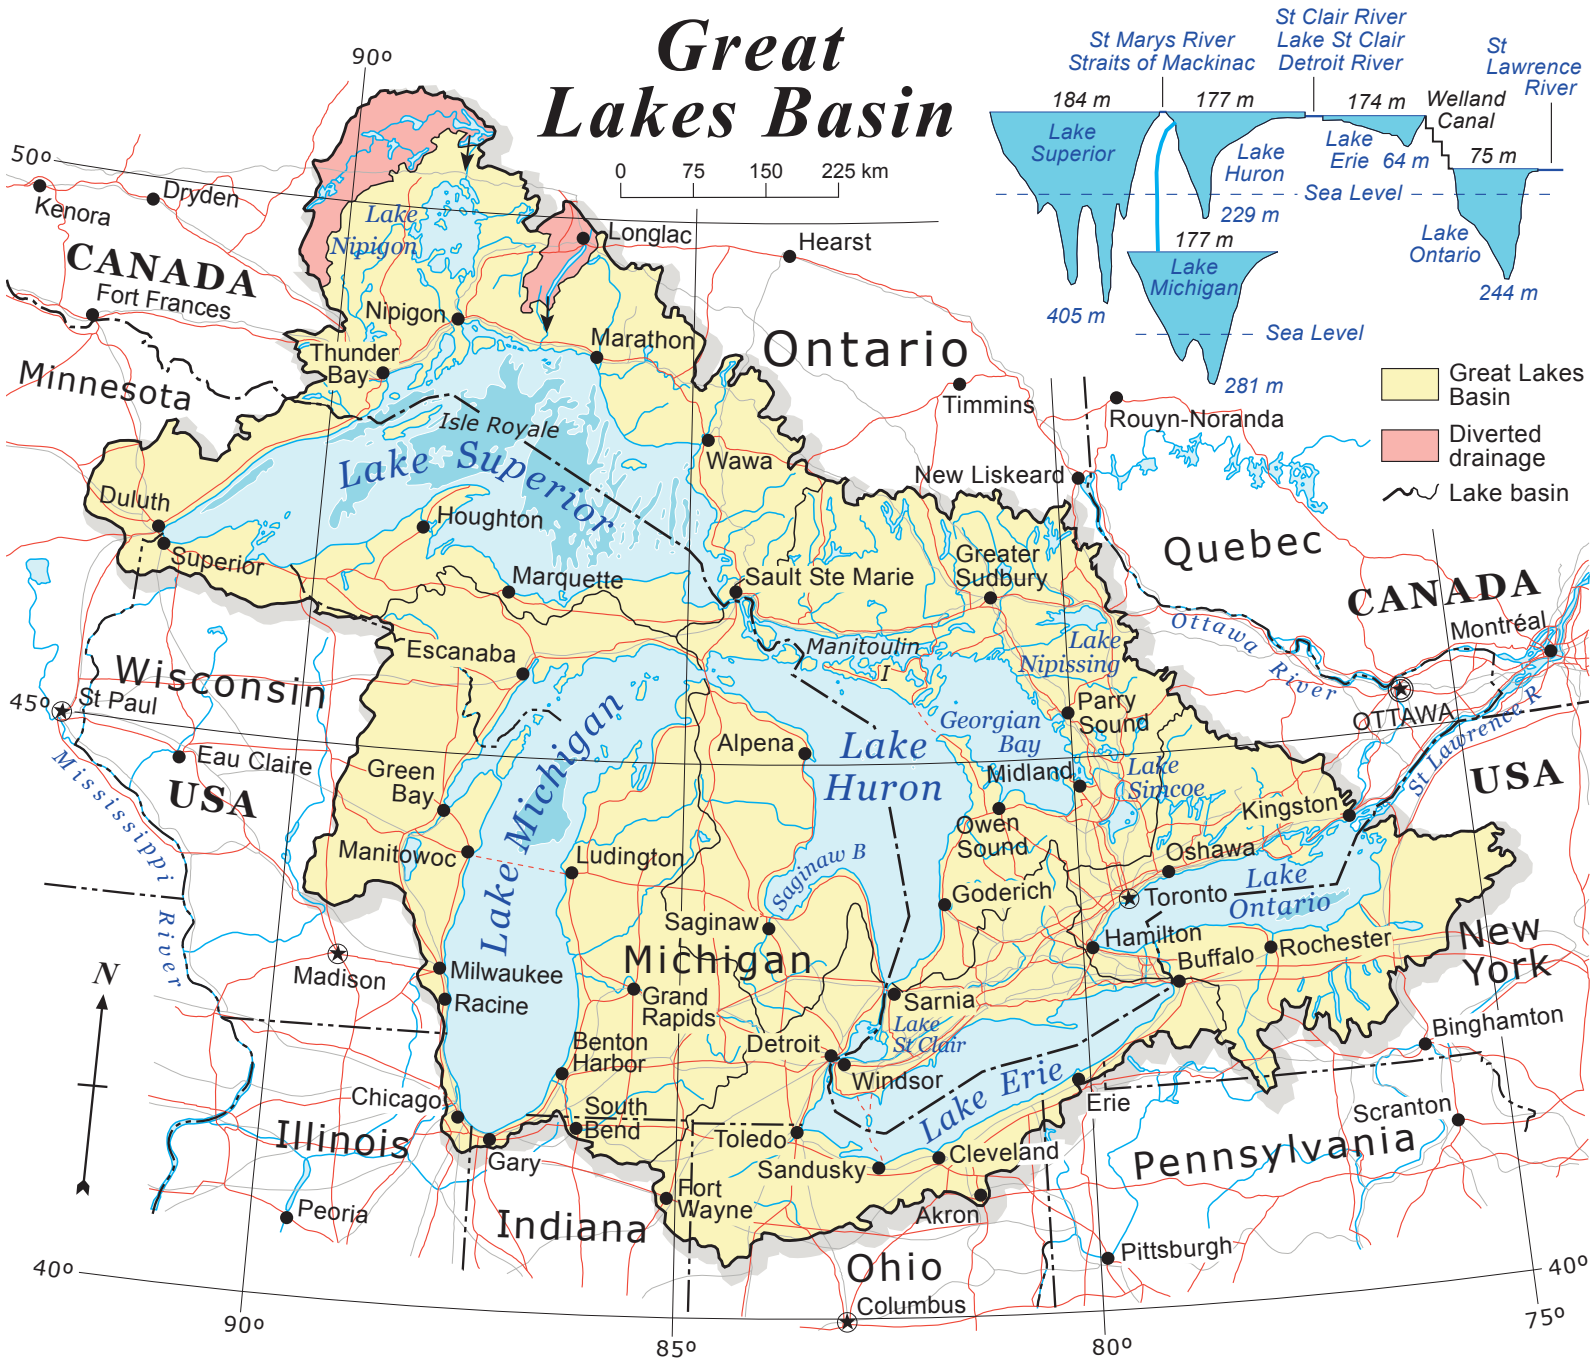 Great
Lakes Basin
0 75 150 225 km
St Marys River
Straits of Mackinac
St Clair River
Lake St Clair
Detroit River
St
Lawrence
River
184 m
177 m
174 m
Welland
Canal
75 m
Lake
Superior
Lake
Huron
Lake
Erie 64 m
Sea Level
229 m
177 m
Lake
Michigan
Lake
Ontario
405 m
244 m
Sea Level
281 m
Great Lakes
Basin
Diverted
drainage
Lake basin
90º
50º
Kenora
Dryden
CANADA
Fort Frances
Minnesota
Lake
Nipigon
Longlac
Hearst
Nipigon
Thunder
Bay
Marathon
Ontario
Timmins
Rouyn-Noranda
Isle Royale
Lake Superior
Wawa
New Liskeard
Duluth
Superior
Houghton
Marquette
Sault Ste Marie
Greater
Sudbury
Quebec
CANADA
Montréal
Ottawa River
OTTAWA
St Lawrence R
Manitoulin
I
Lake
Nipissing
Escanaba
Wisconsin
45º
St Paul
Eau Claire
USA
Mississippi River
Parry
Sound
Georgian
Bay
Alpena
Lake
Huron
Midland
Lake
Simcoe
Kingston
USA
Green
Bay
Lake Michigan
Manitowoc
Ludington
Owen
Sound
Oshawa
Saginaw B
Goderich
Toronto
Lake
Ontario
Saginaw
Michigan
Hamilton
Buffalo
Rochester
New
York
Madison
Milwaukee
Racine
Grand
Rapids
Sarnia
Lake
St Clair
Binghamton
N
Benton
Harbor
Detroit
Windsor
Lake Erie
Erie
Scranton
Chicago
Illinois
South
Bend
Toledo
Gary
Sandusky
Cleveland
Pennsylvania
Peoria
Fort
Wayne
Indiana
Akron
Pittsburgh
Ohio
Columbus
40º
40º
90º
85º
80º
75º